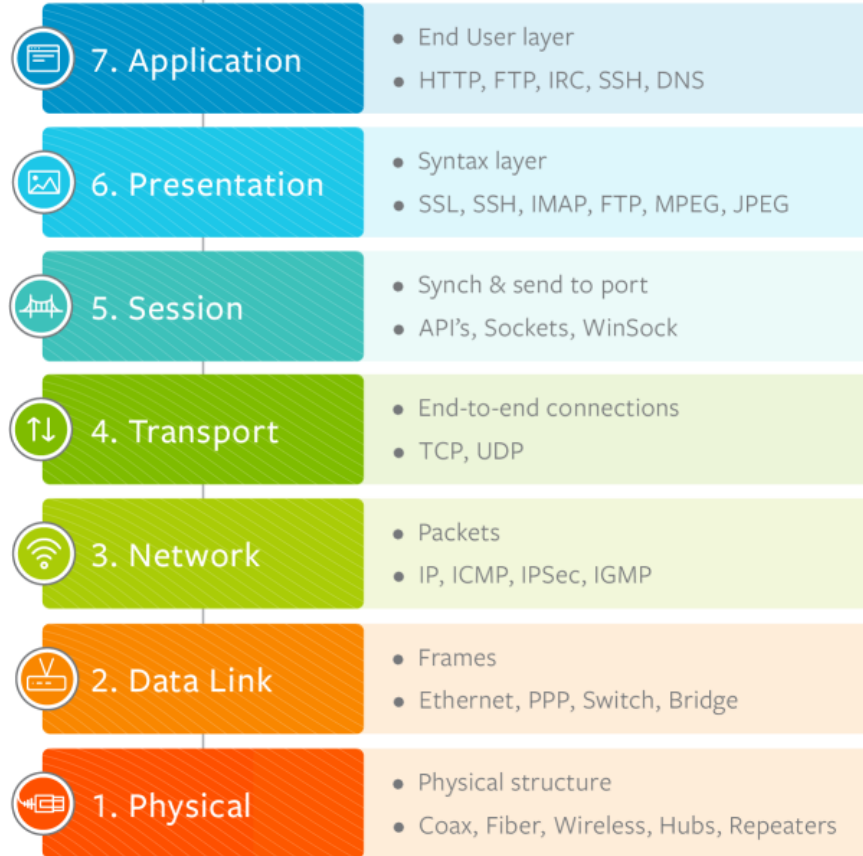 7. Application
• End User layer
• HTTP, FTP, IRC, SSH, DNS
6. Presentation
• Syntax layer
• SSL, SSH, IMAP, FTP, MPEG, JPEG
5. Session
• Synch & send to port
• API's, Sockets, WinSock
4. Transport
• End-to-end connections
• TCP, UDP
3. Network
• Packets
• IP, ICMP, IPSec, IGMP
2. Data Link
• Frames
• Ethernet, PPP, Switch, Bridge
1. Physical
• Physical structure
• Coax, Fiber, Wireless, Hubs, Repeaters